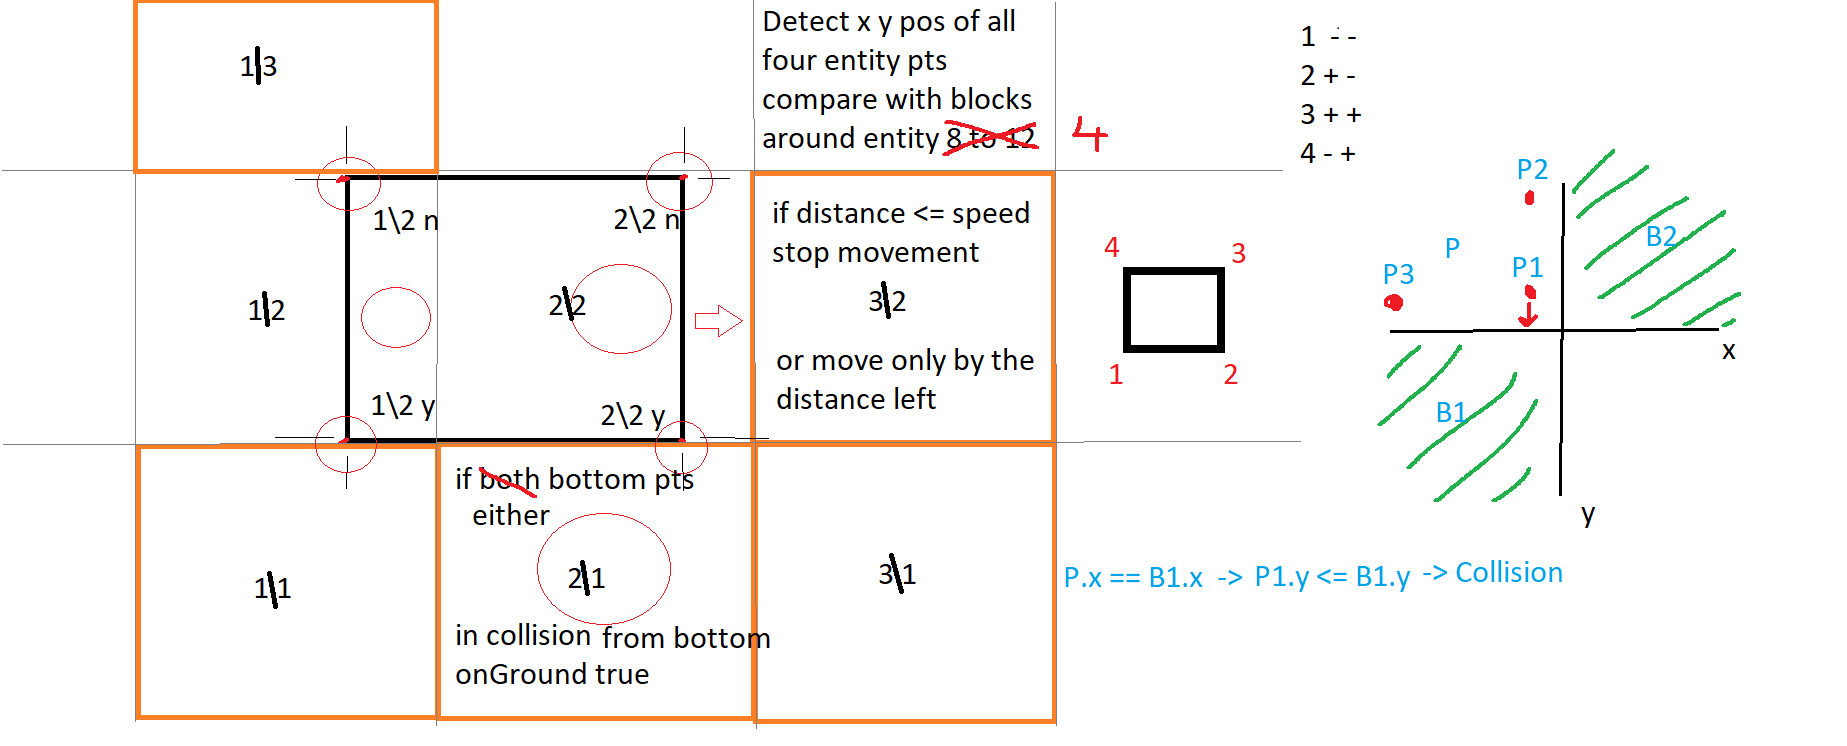 1|3
Detect x y pos of all
four entity pts
compare with blocks
around entity 8 to 12 4
1 - -
2 + -
3 + +
4 - +
1\2 n
2\2 n
1\2
2\2
1\2 y
2\2 y
if distance <= speed
stop movement
3\2
or move only by the
distance left
4
3
1
2
P2
P
P3
P1
B2
x
B1
y
1\1
if both bottom pts
either
2\1
in collision from bottom
onGround true
3\1
P.x == B1.x -> P1.y <= B1.y -> Collision